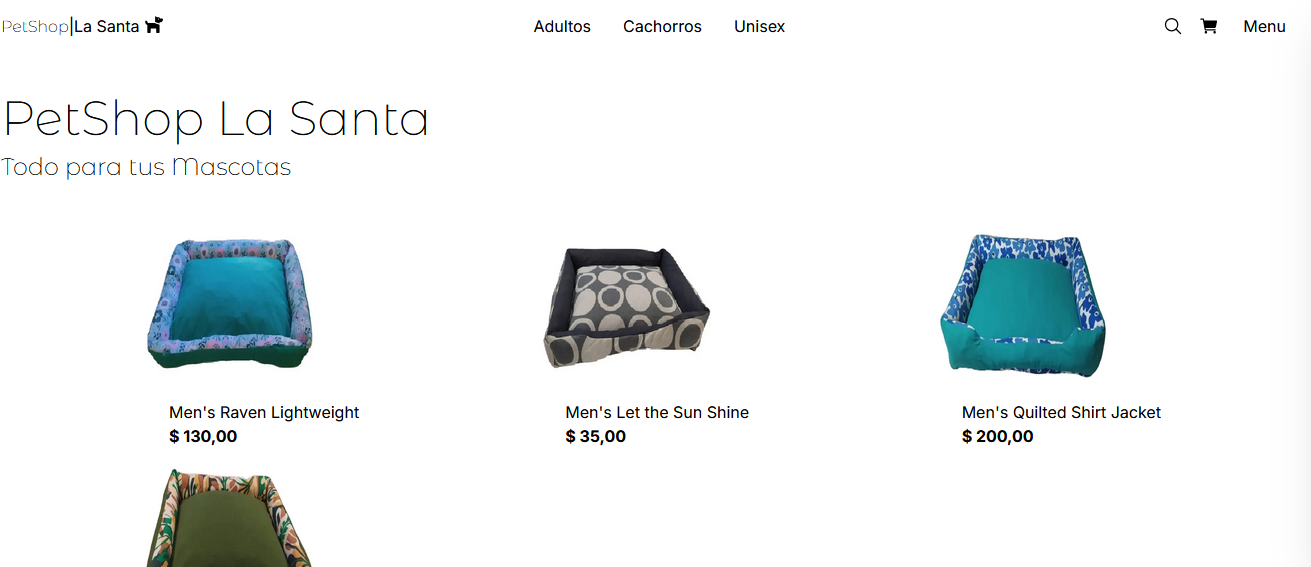 PetShop|La Santa
Adultos Cachorros Unisex
Menu
PetShop La Santa
Todo para tus Mascotas
Men's Raven Lightweight
$ 130,00
Men's Let the Sun Shine
$ 35,00
Men's Quilted Shirt Jacket
$ 200,00